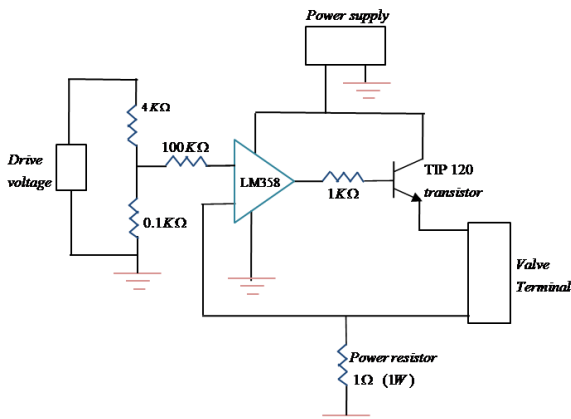 Power supply
4KΩ
100KΩ
Drive
voltage
LM358
TIP 120
transistor
1KΩ
0.1KΩ
Valve
Terminal
Power resistor
1Ω (1W)